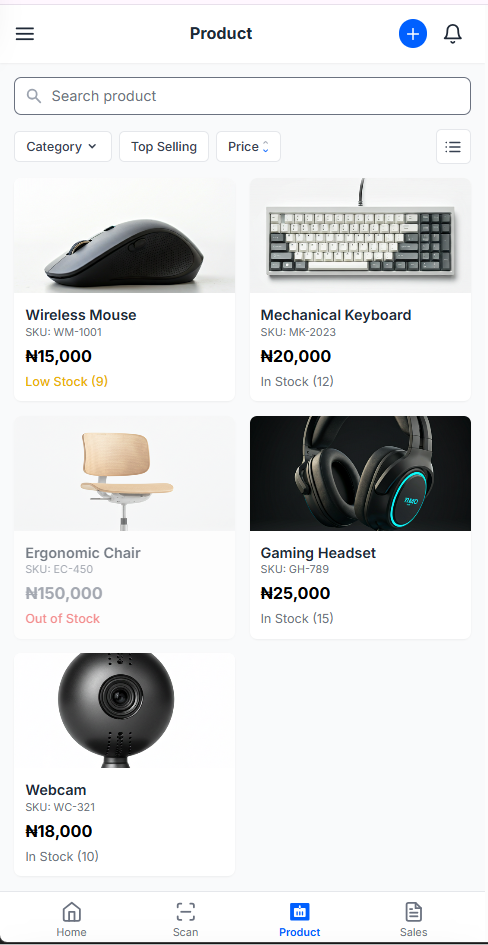 Product
Search product
Category
Top Selling
Price
Wireless Mouse
SKU: WM-1001
₦15,000
Low Stock (9)
Mechanical Keyboard
SKU: MK-2023
₦20,000
In Stock (12)
Ergonomic Chair
SKU: EC-450
₦150,000
Out of Stock
Gaming Headset
SKU: GH-789
₦25,000
In Stock (15)
Webcam
SKU: WC-321
₦18,000
In Stock (10)
Home
Scan
Product
Sales